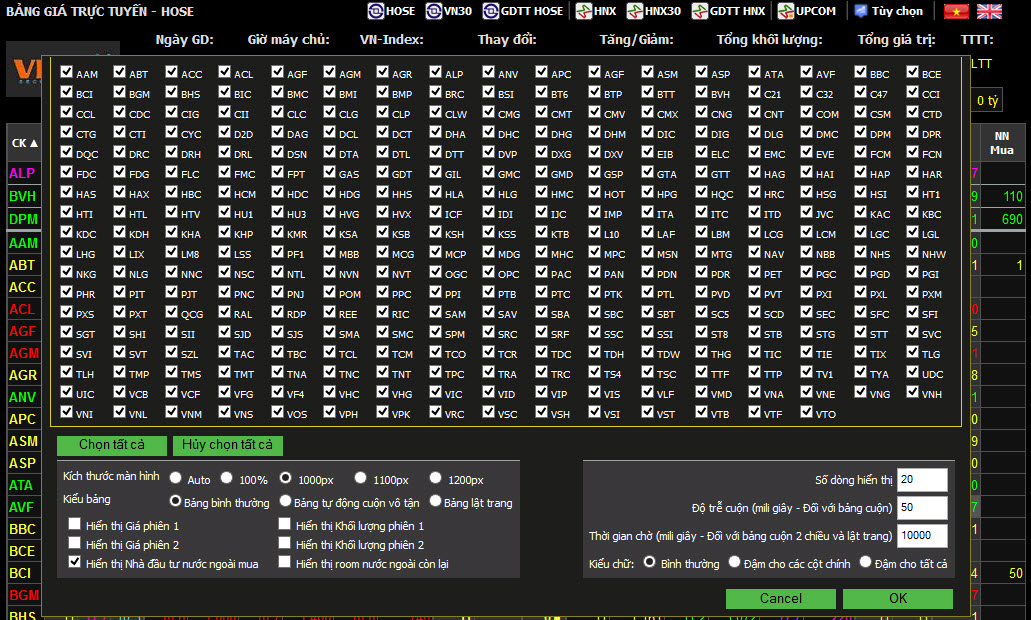 BẢNG GIÁ TRỰC TUYẾN - HOSE HOSE VN30 GDTT HOSE HNX HNX30 GDTT HNX UPCOM Tùy chọn
Ngày GD: Giờ máy chủ: VN-Index: Thay đổi: Tăng/Giảm: Tổng khối lượng: Tổng giá trị: TTTT:
LTT
0 tỷ
AAM ABT ACC ACL AGF AGM AGR ALP ANV APC AGF ASM ASP ATA AVF BBC BCE
BCI BGM BHS BIC BMC BMI BMP BRC BSI BT6 BTP BTT BVH C21 C32 C47 CCI
CCL CDC CIG CII CLC CLG CLP CLW CMG CMT CMV CMX CNG CNT COM CSM CTD
CTG CTI CYC D2D DAG DCL DCT DHA DHC DHG DHM DIC DIG DLG DMC DPM DPR
DQC DRC DRH DRL DSN DTA DTL DTT DVP DXG DXV EIB ELC EMC EVE FCM FCN
FDC FDG FLC FMC FPT GAS GDT GIL GMC GMD GSP GTA GTT HAG HAI HAP HAR
HAS HAX HBC HCM HDC HDG HHS HLA HLG HMC HOT HPG HQC HRC HSG HSI HT1
HTI HTL HTV HU1 HU3 HVG HVX ICF IDI IJC IMP ITA ITC ITD JVC KAC KBC
KDC KDH KHA KHP KMR KSA KSB KSH KSS KTB L10 LAF LBM LCG LCM LGC LGL
LHG LIX LM8 LSS PF1 MBB MCG MCP MDG MHC MPC MSN MTG NAV NBB NHS NHW
NKG NLG NNC NSC NTL NVN NVT OGC OPC PAC PAN PDN PDR PET PGC PGD PGI
PHR PIT PJT PNC PNJ POM PPC PPI PTB PTC PTK PTL PVD PVT PXI PXL PXM
PXS PXT QCG RAL RDP REE RIC SAM SAV SBA SBC SBT SC5 SCD SEC SFC SFI
SGT SHI SII SJD SJS SMA SMC SPM SRC SRF SSC SSI ST8 STB STG STT SVC
SVI SVT SZL TAC TBC TCL TCM TCO TCR TDC TDH TDW THG TIC TIE TIX TLG
TLH TMP TMS TMT TNA TNC TNT TPC TRA TRC TS4 TSC TTF TTP TV1 TYA UDC
UIC VCB VCF VFG VF4 VHC VHG VIC VID VIP VIS VLF VMD VNA VNE VNG VNH
VNI VNL VNM VNS VOS VPH VPK VRC VSC VSH VSI VST VTB VTF VTO
CK ▲
ALP
BVH
DPM
AAM
ABT
ACC
ACL
AGF
AGM
AGR
ANV
APC
ASM
ASP
ATA
AVF
BBC
BCE
BCI
BGM
BHS
NN
Mua
7
9 110
1 690
0
1 1
0
5
1
8
1
0
9
0
0
7
1
4 50
7
Chọn tất cả Hủy chọn tất cả
Kích thước màn hình Auto 100% 1000px 1100px 1200px
Kiểu bảng Bảng bình thường Bảng tự động cuộn vô tận Bảng lật trang
Hiển thị Giá phiên 1 Hiển thị Khối lượng phiên 1
Hiển thị Giá phiên 2 Hiển thị Khối lượng phiên 2
Hiển thị Nhà đầu tư nước ngoài mua Hiển thị room nước ngoài còn lại
Số dòng hiển thị 20
Độ trễ cuộn (mili giây - Đối với bảng cuộn) 50
Thời gian chờ (mili giây - Đối với bảng cuộn 2 chiều và lật trang) 10000
Kiểu chữ: Bình thường Đậm cho các cột chính Đậm cho tất cả
Cancel OK